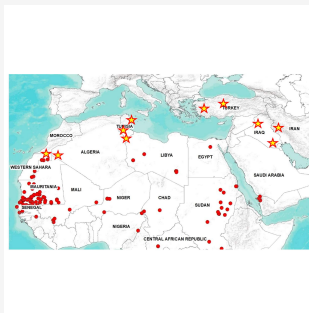 TURKEY
TUNISIA
MOROCCO
IRAQ
IRAN
ALGERIA
LIBYA
EGYPT
WESTERN SAHARA
SAUDI ARABIA
MAURITANIA
MALI
NIGER
CHAD
SUDAN
SENEGAL
NIGERIA
CENTRAL AFRICAN REPUBLIC